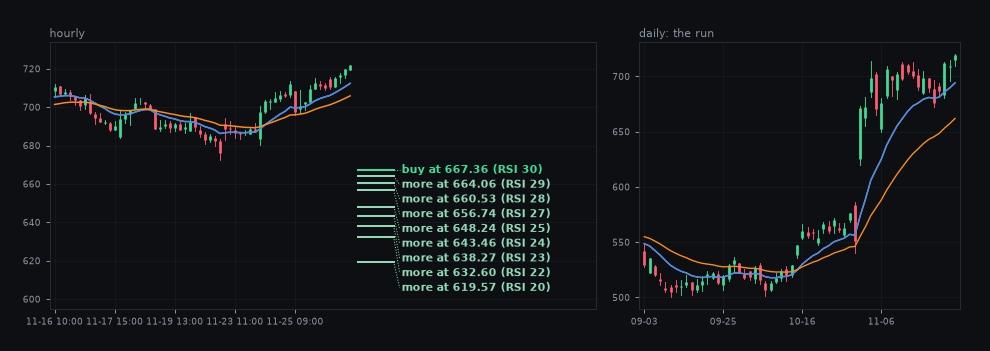 hourly
720
700
680
660
640
620
600
buy at 667.36 (RSI 30)
more at 664.06 (RSI 29)
more at 660.53 (RSI 28)
more at 656.74 (RSI 27)
more at 648.24 (RSI 25)
more at 643.46 (RSI 24)
more at 638.27 (RSI 23)
more at 632.60 (RSI 22)
more at 619.57 (RSI 20)
11-16 10:00 11-17 15:00 11-19 13:00 11-23 11:00 11-25 09:00
daily: the run
700
650
600
550
500
09-03 09-25 10-16 11-06